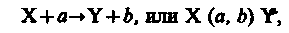 X+a→Y+b, или X (a, b) Y,